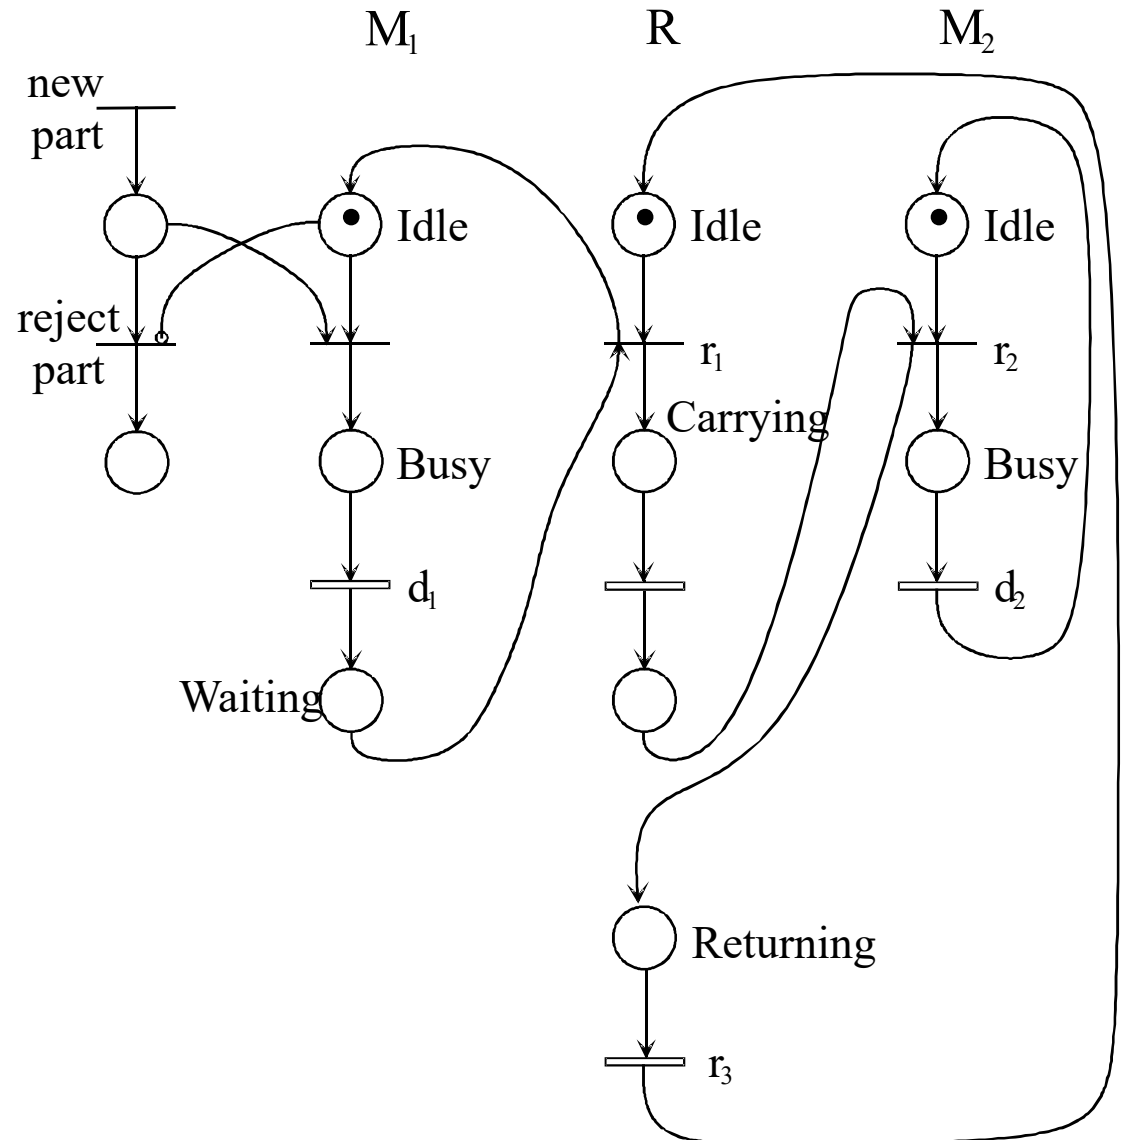 M₁ R M₂
new
part
Idle Idle Idle
reject
part
r₁ r₂
Carrying
Busy Busy
d₁ d₂
Waiting
Returning
r₃